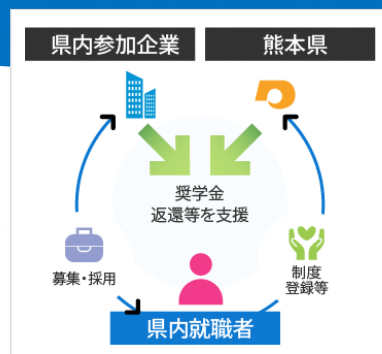 県内参加企業
熊本県
奨学金
返還等を支援
募集・採用
制度
登録等
県内就職者